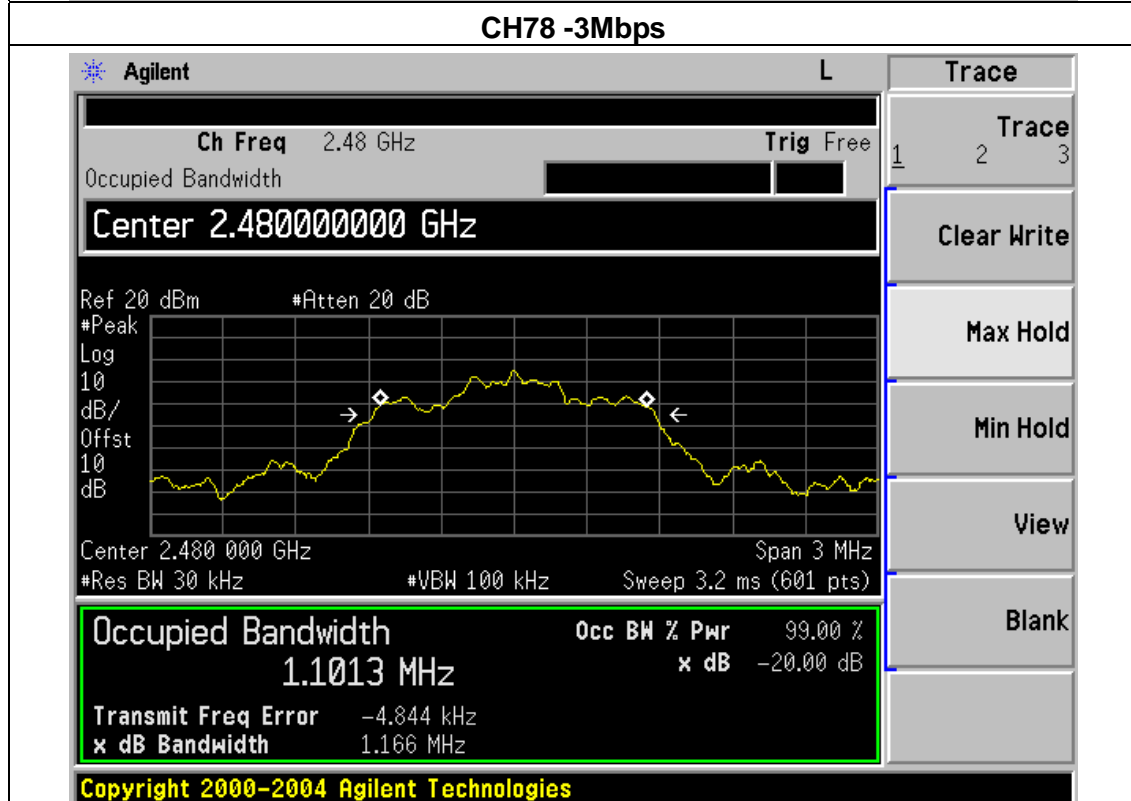 CH78 -3Mbps
Agilent L Trace
Ch Freq 2.48 GHz Trig Free
Occupied Bandwidth
Trace
1 2 3
Center 2.480000000 GHz
Clear Write
Ref 20 dBm #Atten 20 dB
#Peak
Log
10
dB/
Offst
10
dB
Max Hold
Min Hold
View
Center 2.480 000 GHz Span 3 MHz
#Res BW 30 kHz #VBW 100 kHz Sweep 3.2 ms (601 pts)
Blank
Occupied Bandwidth Occ BW % Pwr 99.00 %
1.1013 MHz x dB -20.00 dB
Transmit Freq Error -4.844 kHz
x dB Bandwidth 1.166 MHz
Copyright 2000-2004 Agilent Technologies